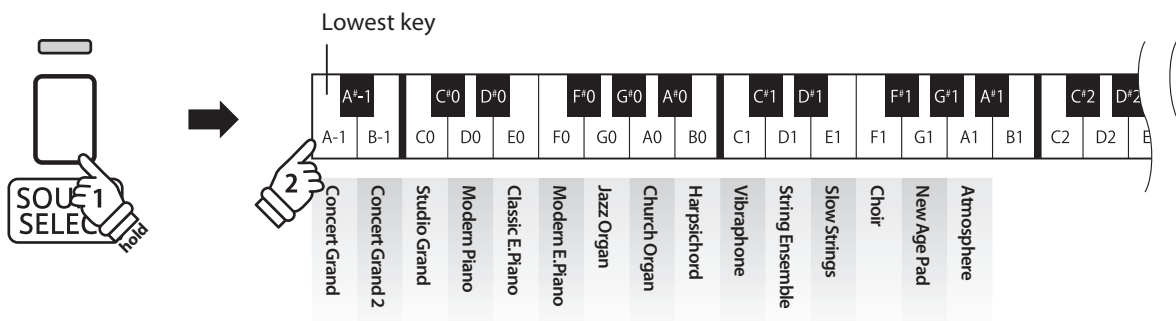 Lowest key
A#-1
C#0
D#0
F#0
G#0
A#0
C#1
D#1
F#1
G#1
A#1
C#2
D#2
A-1
B-1
C0
D0
E0
F0
G0
A0
B0
C1
D1
E1
F1
G1
A1
B1
C2
D2
SOU
SELEC
1
hold
2
Concert Grand
Concert Grand 2
Studio Grand
Modern Piano
Classic E.Piano
Modern E.Piano
Jazz Organ
Church Organ
Harpsichord
Vibraphone
String Ensemble
Slow Strings
Choir
New Age Pad
Atmosphere